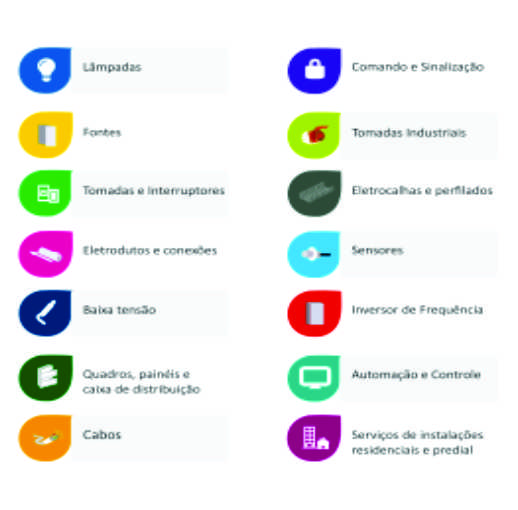 Lâmpadas
Fontes
Tomadas e Interruptores
Eletrodutos e conexões
Baixa tensão
Quadros, painéis e
caixa de distribuição
Cabos
Comando e Sinalização
Tomadas Industriais
Eletrocalhas e perfilados
Sensores
Inversor de Frequência
Automação e Controle
Serviços de instalações
residenciais e predial